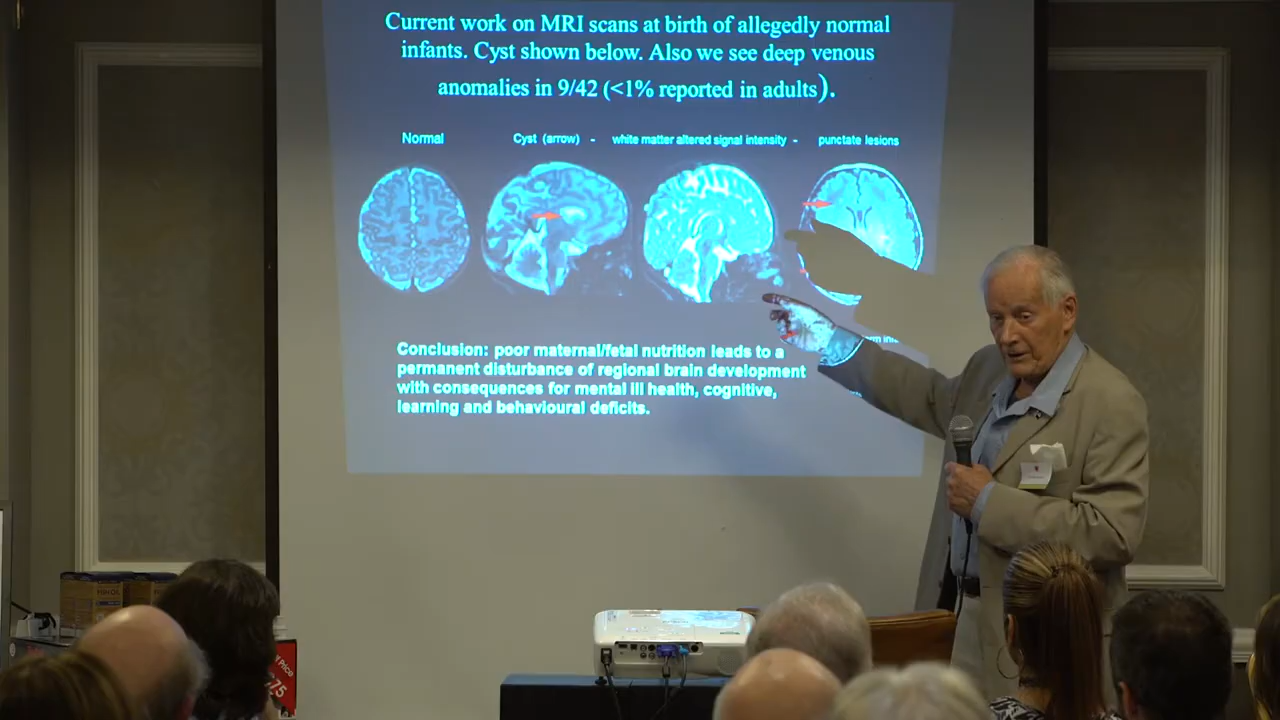 Current work on MRI scans at birth of allegedly normal
infants. Cyst shown below. Also we see deep venous
anomalies in 9/42 (<1% reported in adults).
Normal Cyst (arrow) - white matter altered signal intensity - punctate lesions
Conclusion: poor maternal/fetal nutrition leads to a
permanent disturbance of regional brain development
with consequences for mental ill health, cognitive,
learning and behavioural deficits.
Price